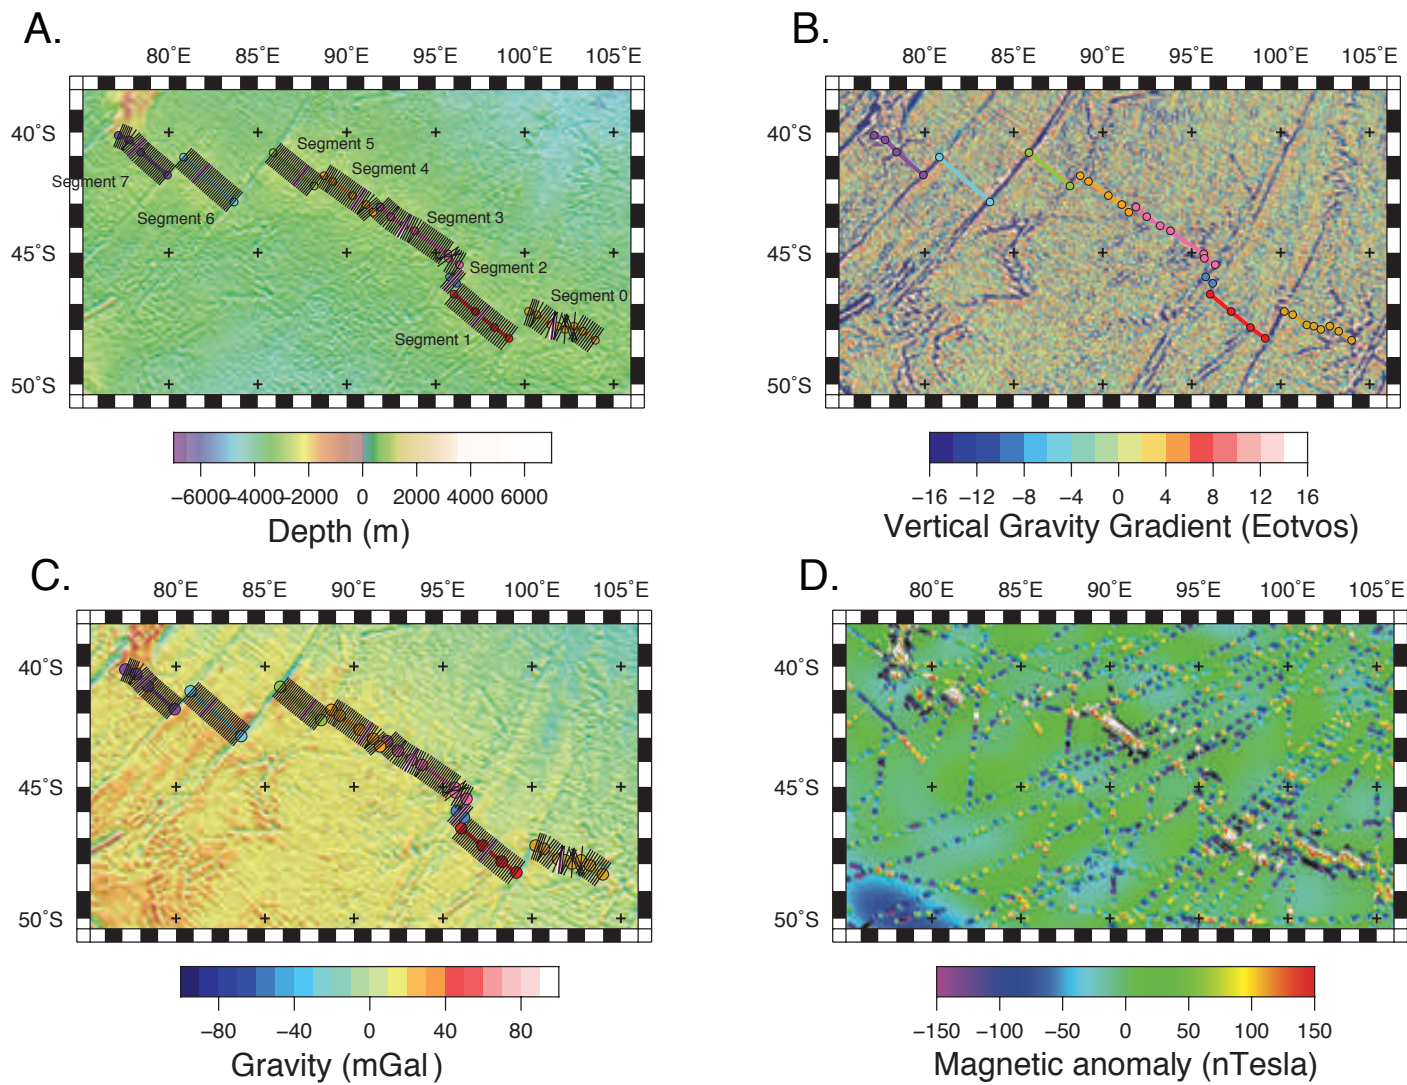 A.
B.
80°E 85°E 90°E 95°E 100°E 105°E
80°E 85°E 90°E 95°E 100°E 105°E
40°S
45°S
50°S
Segment 5
Segment 4
Segment 7
Segment 6
Segment 3
Segment 2
Segment 0
Segment 1
40°S
45°S
50°S
−6000 −4000 −2000 0 2000 4000 6000
Depth (m)
−16 −12 −8 −4 0 4 8 12 16
Vertical Gravity Gradient (Eotvos)
C.
D.
80°E 85°E 90°E 95°E 100°E 105°E
80°E 85°E 90°E 95°E 100°E 105°E
40°S
45°S
50°S
40°S
45°S
50°S
−80 −40 0 40 80
Gravity (mGal)
−150 −100 −50 0 50 100 150
Magnetic anomaly (nTesla)